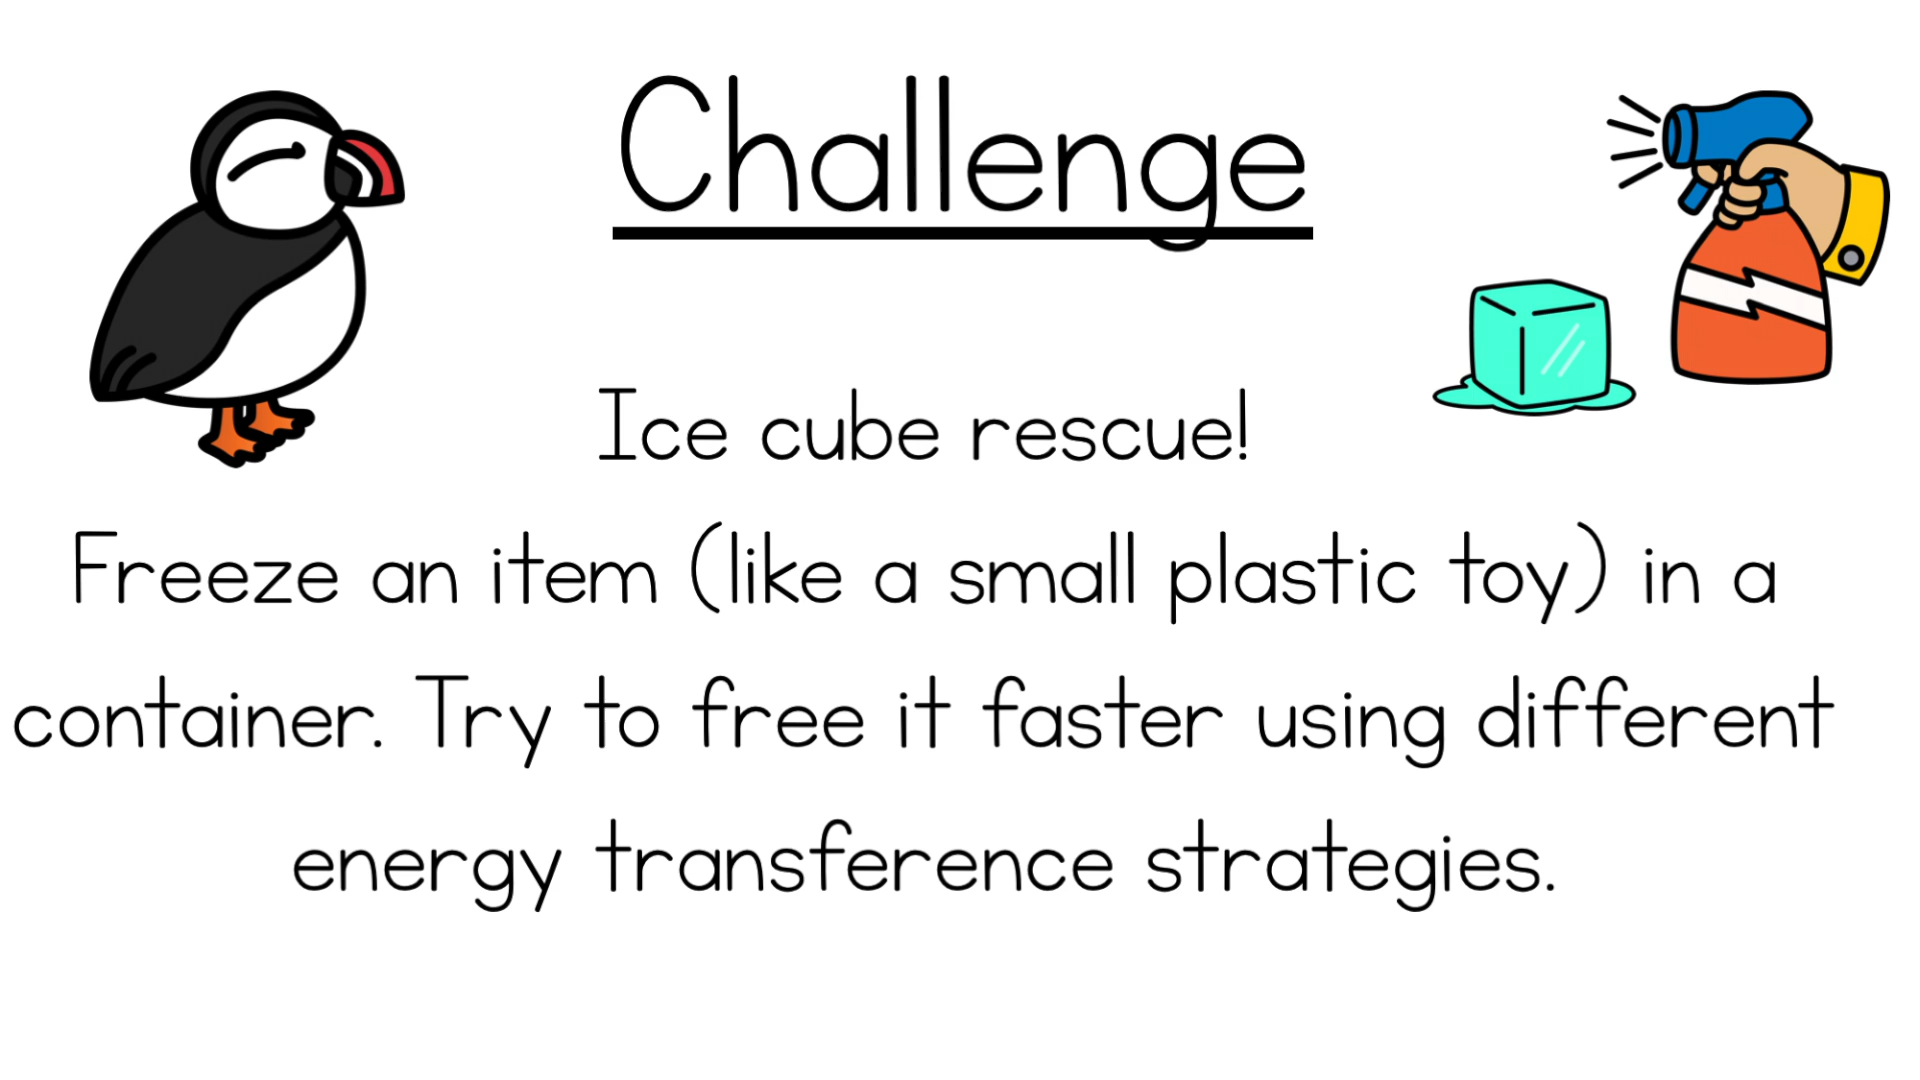 Challenge
Ice cube rescue!
Freeze an item (like a small plastic toy) in a
container. Try to free it faster using different
energy transference strategies.